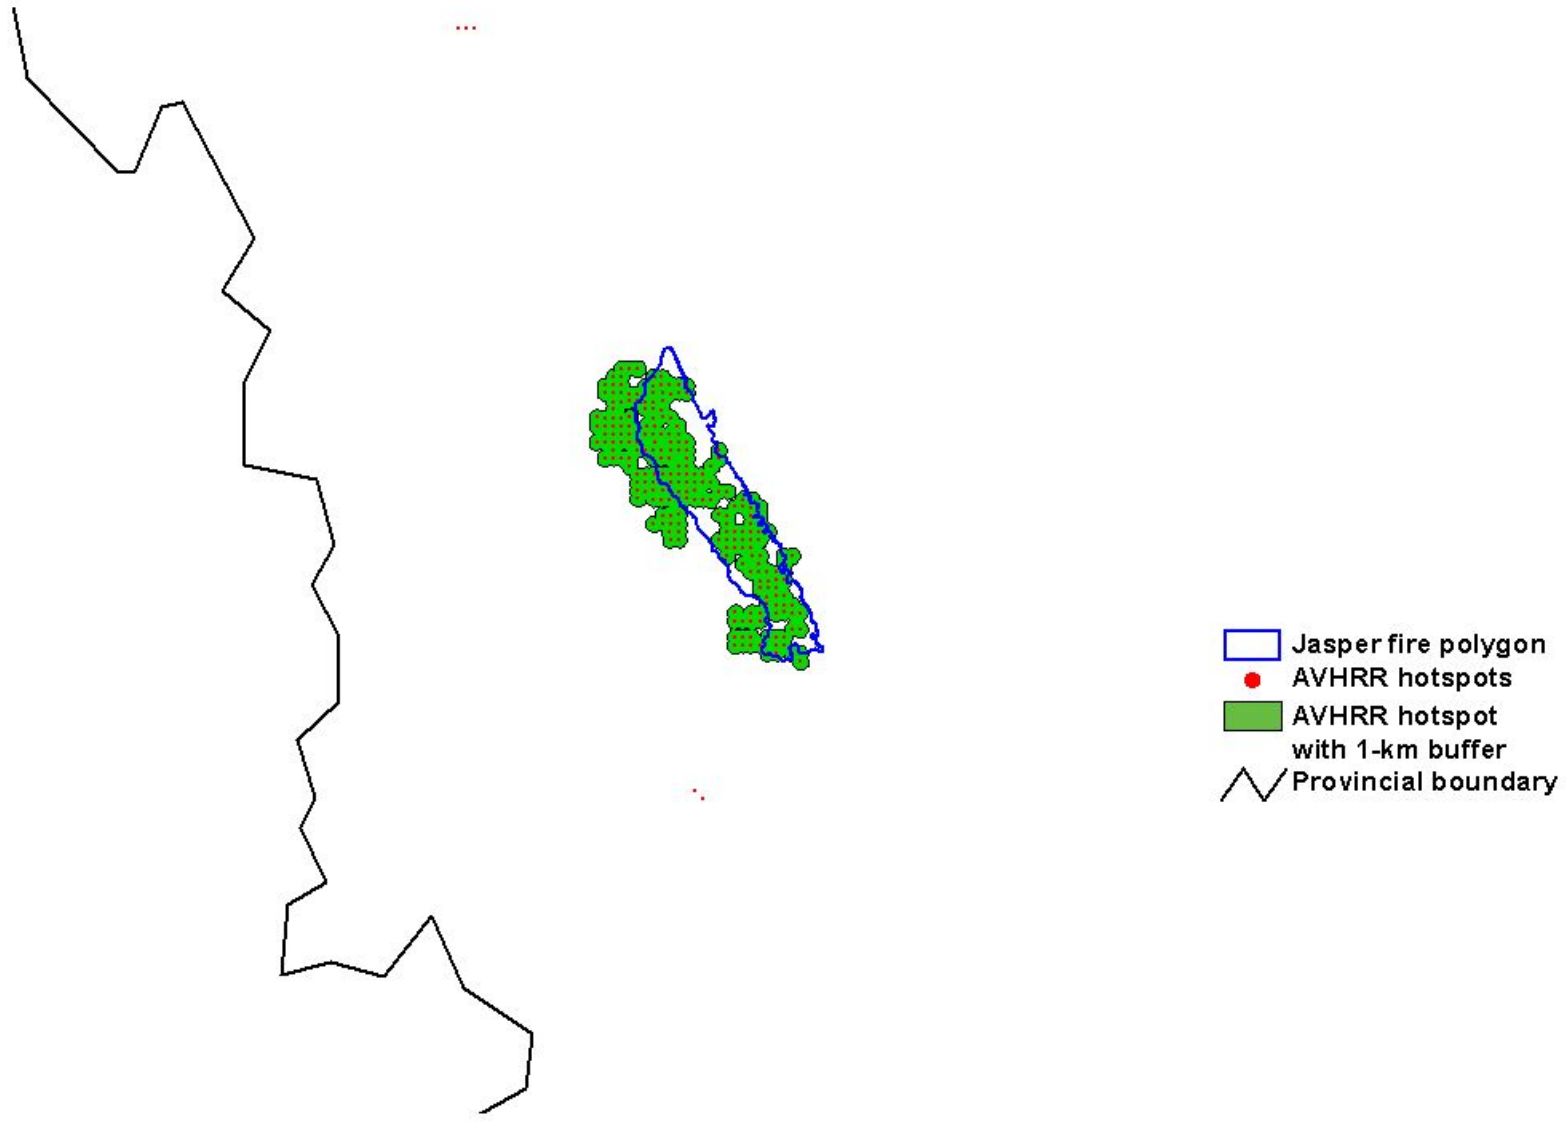 Jasper fire polygon
AVHRR hotspots
AVHRR hotspot
with 1-km buffer
Provincial boundary